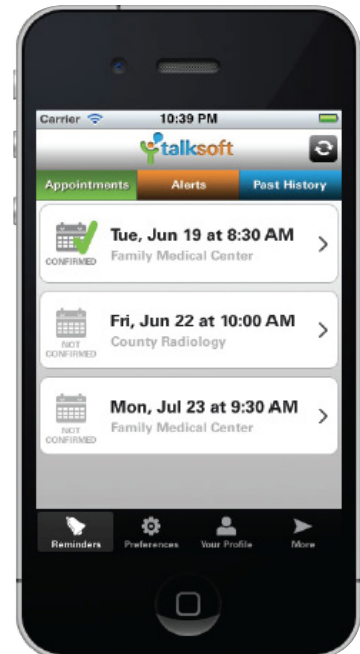 Carrier 10:39 PM
talksoft
Appointments Alerts Past History
Tue, Jun 19 at 8:30 AM
Family Medical Center
CONFIRMED
Fri, Jun 22 at 10:00 AM
County Radiology
NOT
CONFIRMED
Mon, Jul 23 at 9:30 AM
Family Medical Center
NOT
CONFIRMED
Reminders Preferences Your Profile More